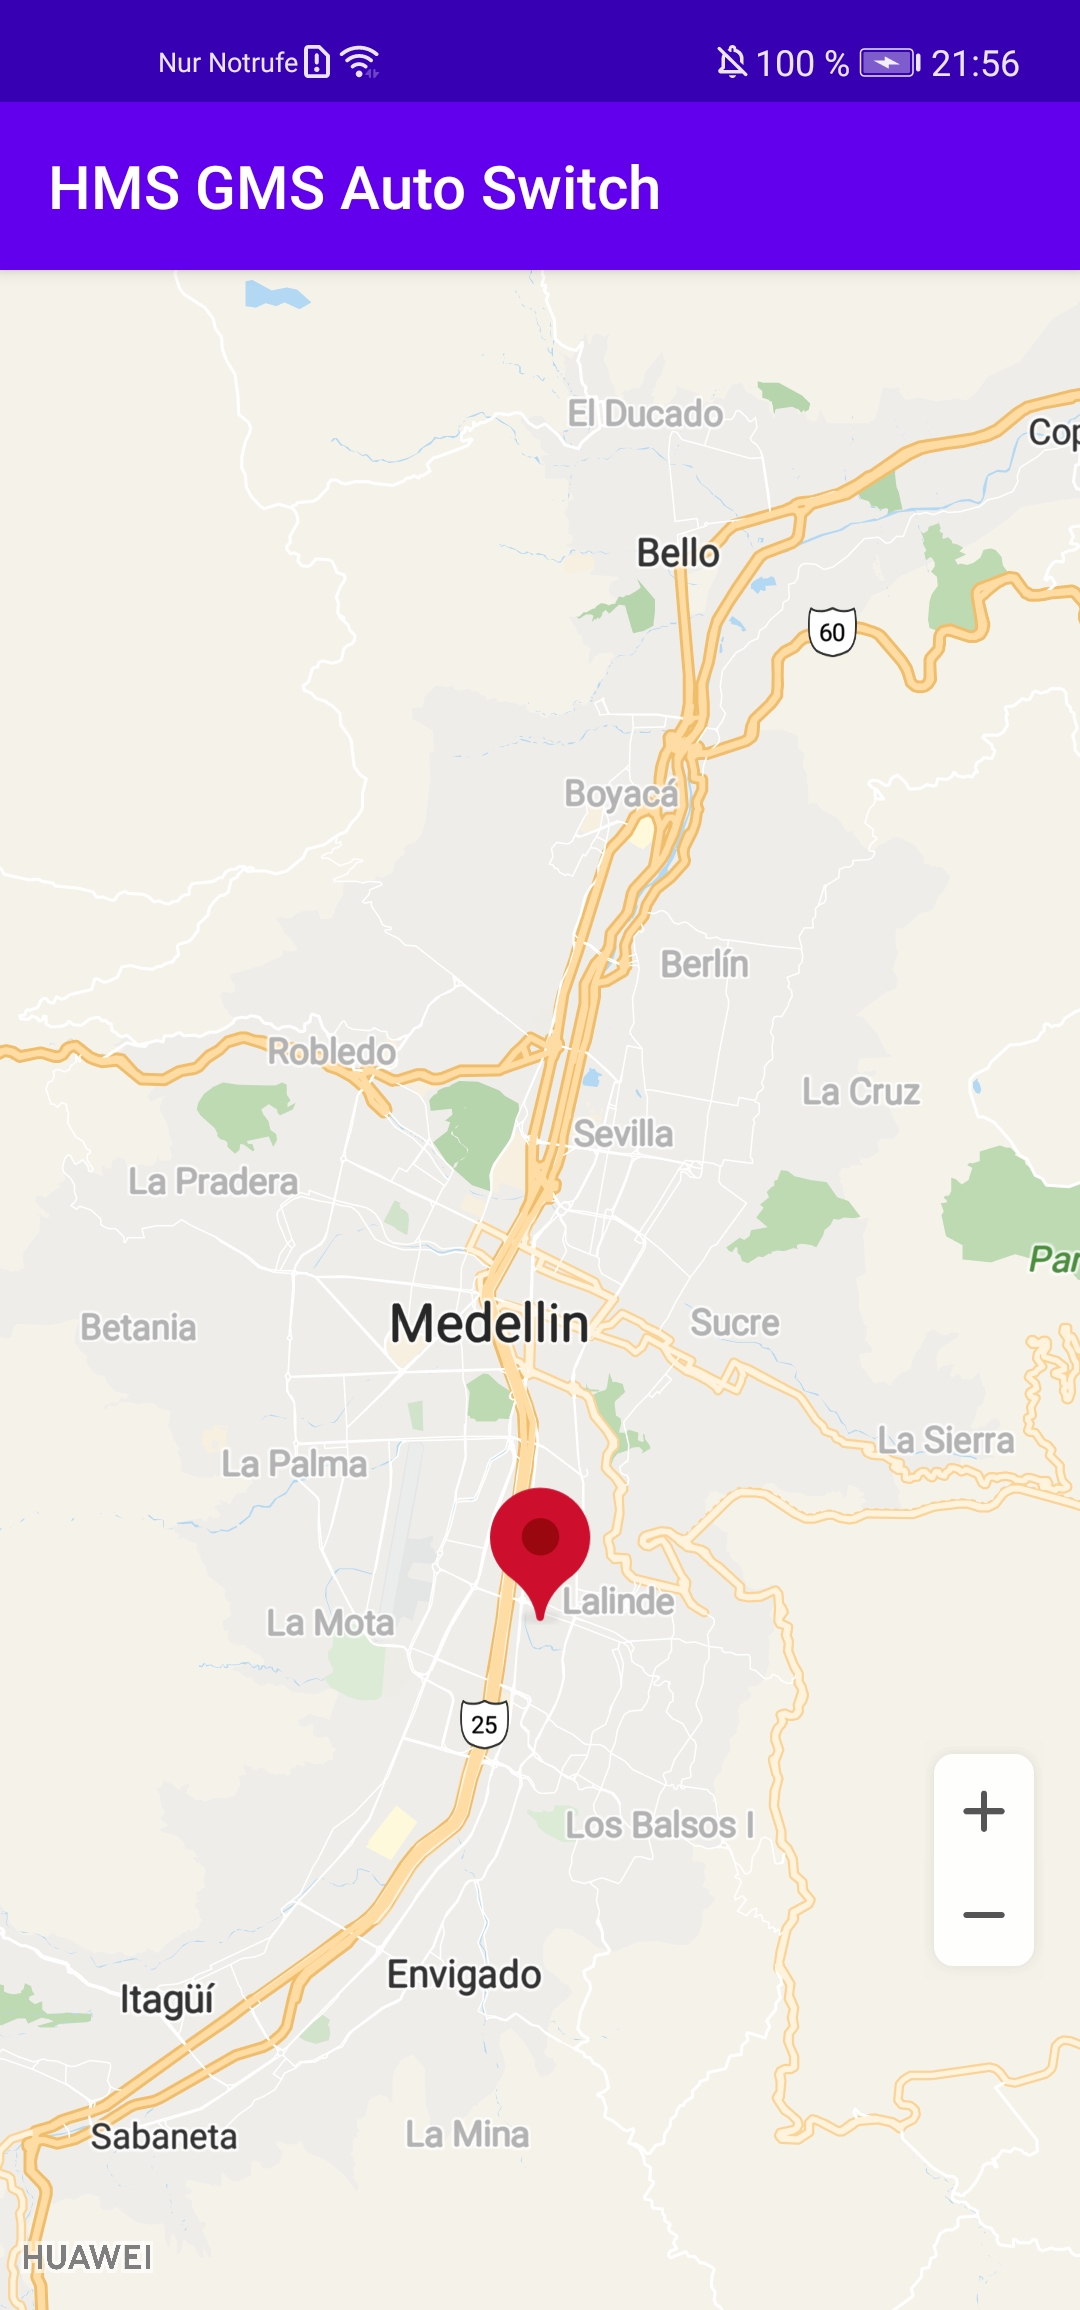 Nur Notrufe 100 % 21:56
HMS GMS Auto Switch
El Ducado
Cop
Bello
60
Boyacá
Berlín
Robledo
La Cruz
Sevilla
La Pradera
Par
Medellin
Sucre
Betania
La Sierra
La Palma
Lalinde
La Mota
25
+
Los Balsos I
−
Envigado
Itagüí
La Mina
Sabaneta
HUAWEI